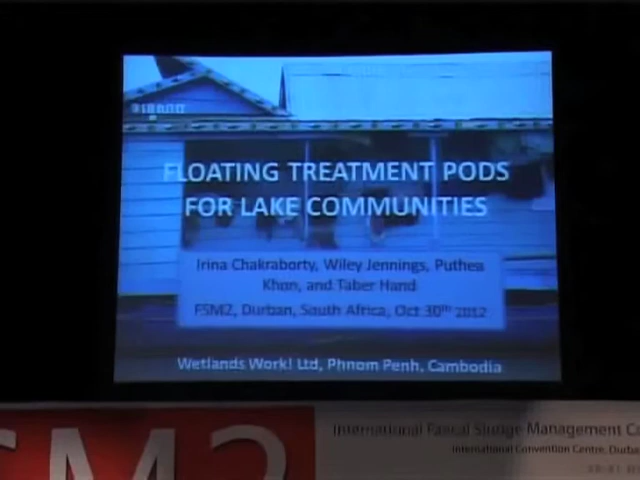 FLOATING TREATMENT PODS
FOR LAKE COMMUNITIES
Irina Chakraborty, Wiley Jennings, Puthea
Khon, and Taber Hand
FSM2, Durban, South Africa, Oct 30th 2012
Wetlands Work! Ltd, Phnom Penh, Cambodia
SM2
International Faecal Sludge Management Co
International Convention Centre, Durba